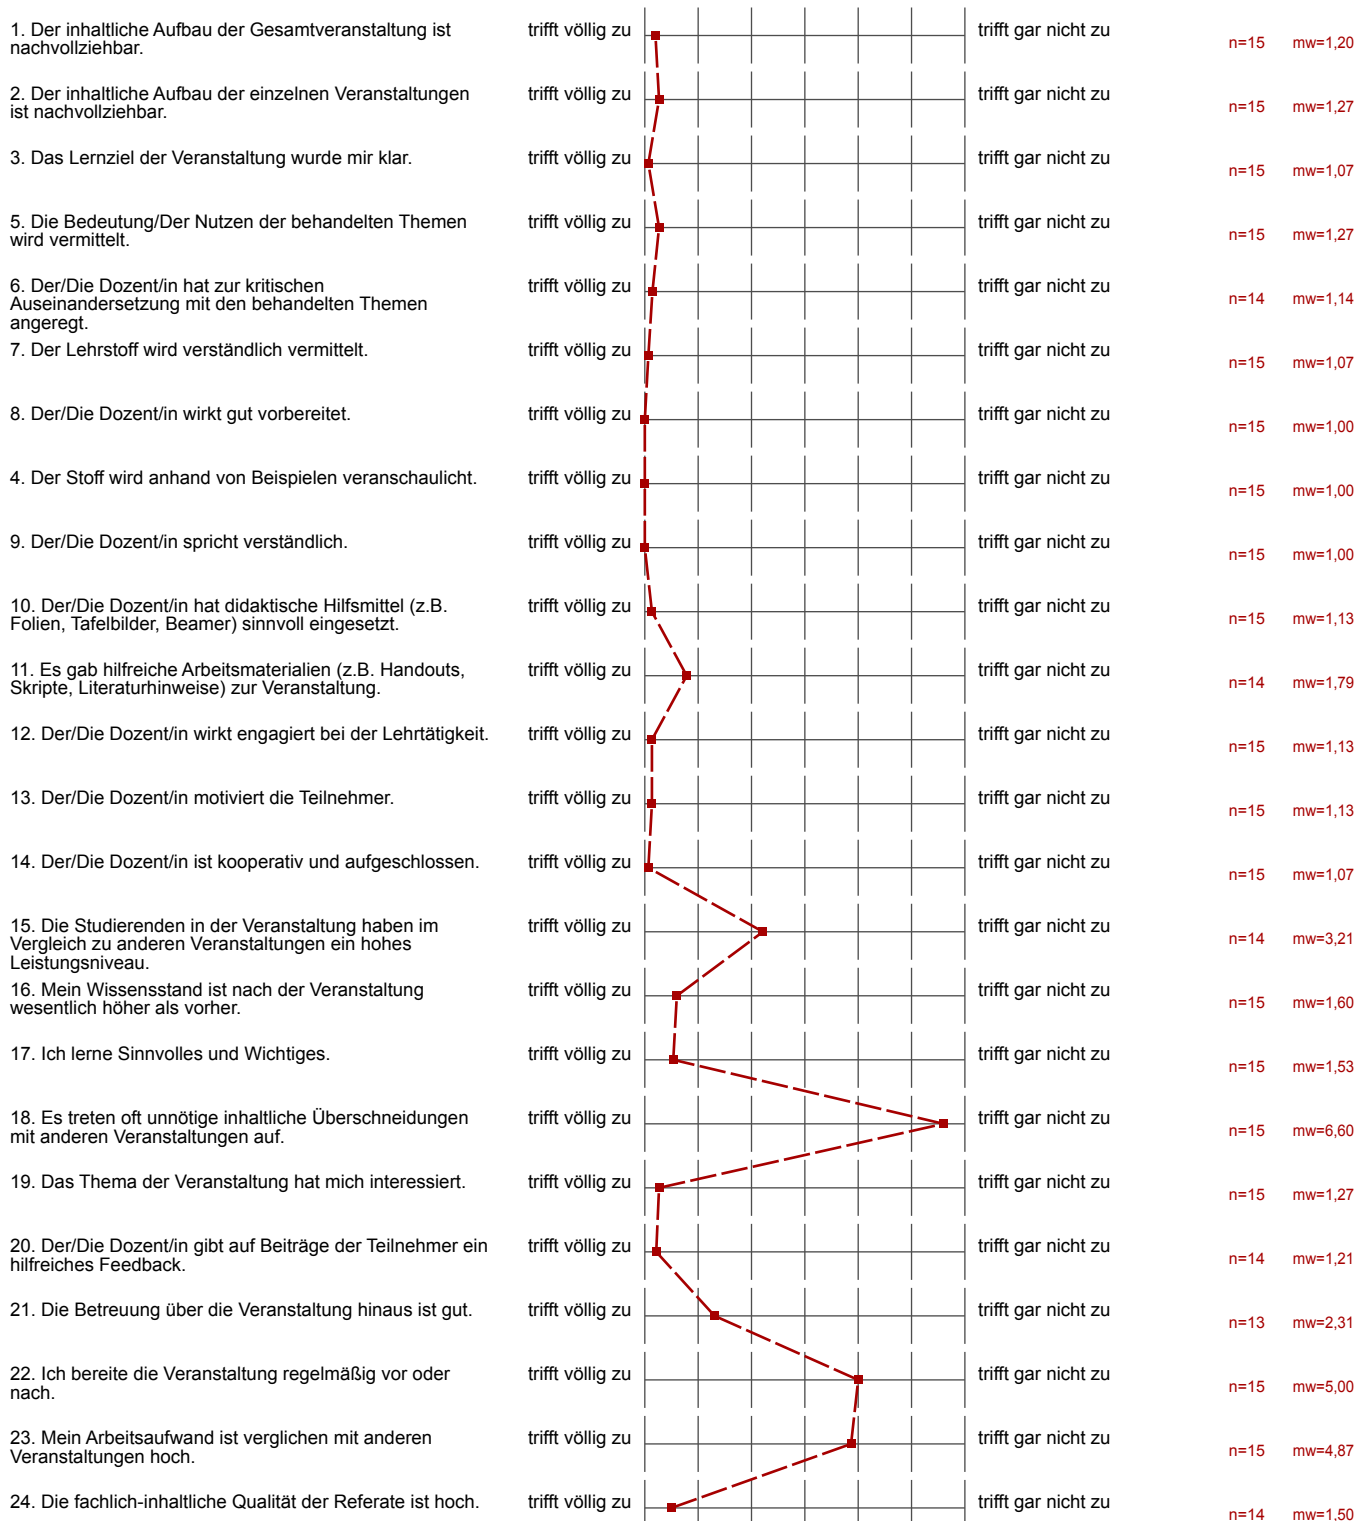 1. Der inhaltliche Aufbau der Gesamtveranstaltung ist trifft völlig zu trifft gar nicht zu
nachvollziehbar. n=15 mw=1,20
2. Der inhaltliche Aufbau der einzelnen Veranstaltungen trifft völlig zu trifft gar nicht zu
ist nachvollziehbar. n=15 mw=1,27
3. Das Lernziel der Veranstaltung wurde mir klar. trifft völlig zu trifft gar nicht zu
n=15 mw=1,07
5. Die Bedeutung/Der Nutzen der behandelten Themen trifft völlig zu trifft gar nicht zu
wird vermittelt. n=15 mw=1,27
6. Der/Die Dozent/in hat zur kritischen trifft völlig zu trifft gar nicht zu
Auseinandersetzung mit den behandelten Themen n=14 mw=1,14
angeregt.
7. Der Lehrstoff wird verständlich vermittelt. trifft völlig zu trifft gar nicht zu
n=15 mw=1,07
8. Der/Die Dozent/in wirkt gut vorbereitet. trifft völlig zu trifft gar nicht zu
n=15 mw=1,00
4. Der Stoff wird anhand von Beispielen veranschaulicht. trifft völlig zu trifft gar nicht zu
n=15 mw=1,00
9. Der/Die Dozent/in spricht verständlich. trifft völlig zu trifft gar nicht zu
n=15 mw=1,00
10. Der/Die Dozent/in hat didaktische Hilfsmittel (z.B. trifft völlig zu trifft gar nicht zu
Folien, Tafelbilder, Beamer) sinnvoll eingesetzt. n=15 mw=1,13
11. Es gab hilfreiche Arbeitsmaterialien (z.B. Handouts, trifft völlig zu trifft gar nicht zu
Skripte, Literaturhinweise) zur Veranstaltung. n=14 mw=1,79
12. Der/Die Dozent/in wirkt engagiert bei der Lehrtätigkeit. trifft völlig zu trifft gar nicht zu
n=15 mw=1,13
13. Der/Die Dozent/in motiviert die Teilnehmer. trifft völlig zu trifft gar nicht zu
n=15 mw=1,13
14. Der/Die Dozent/in ist kooperativ und aufgeschlossen. trifft völlig zu trifft gar nicht zu
n=15 mw=1,07
15. Die Studierenden in der Veranstaltung haben im trifft völlig zu trifft gar nicht zu
Vergleich zu anderen Veranstaltungen ein hohes n=14 mw=3,21
Leistungsniveau.
16. Mein Wissensstand ist nach der Veranstaltung trifft völlig zu trifft gar nicht zu
wesentlich höher als vorher. n=15 mw=1,60
17. Ich lerne Sinnvolles und Wichtiges. trifft völlig zu trifft gar nicht zu
n=15 mw=1,53
18. Es treten oft unnötige inhaltliche Überschneidungen trifft völlig zu trifft gar nicht zu
mit anderen Veranstaltungen auf. n=15 mw=6,60
19. Das Thema der Veranstaltung hat mich interessiert. trifft völlig zu trifft gar nicht zu
n=15 mw=1,27
20. Der/Die Dozent/in gibt auf Beiträge der Teilnehmer ein trifft völlig zu trifft gar nicht zu
hilfreiches Feedback. n=14 mw=1,21
21. Die Betreuung über die Veranstaltung hinaus ist gut. trifft völlig zu trifft gar nicht zu
n=13 mw=2,31
22. Ich bereite die Veranstaltung regelmäßig vor oder trifft völlig zu trifft gar nicht zu
nach. n=15 mw=5,00
23. Mein Arbeitsaufwand ist verglichen mit anderen trifft völlig zu trifft gar nicht zu
Veranstaltungen hoch. n=15 mw=4,87
24. Die fachlich-inhaltliche Qualität der Referate ist hoch. trifft völlig zu trifft gar nicht zu
n=14 mw=1,50